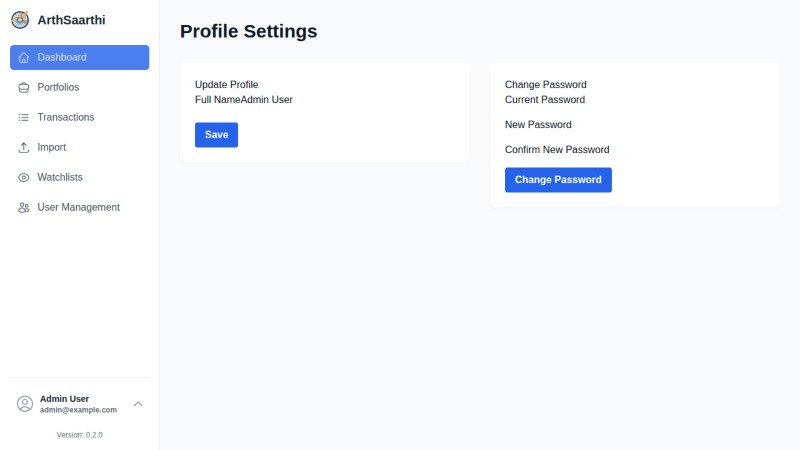 ArthSaarthi
Dashboard
Portfolios
Transactions
Import
Watchlists
User Management
Admin User
admin@example.com
Version: 0.2.0
Profile Settings
Update Profile
Full NameAdmin User
Save
Change Password
Current Password
New Password
Confirm New Password
Change Password